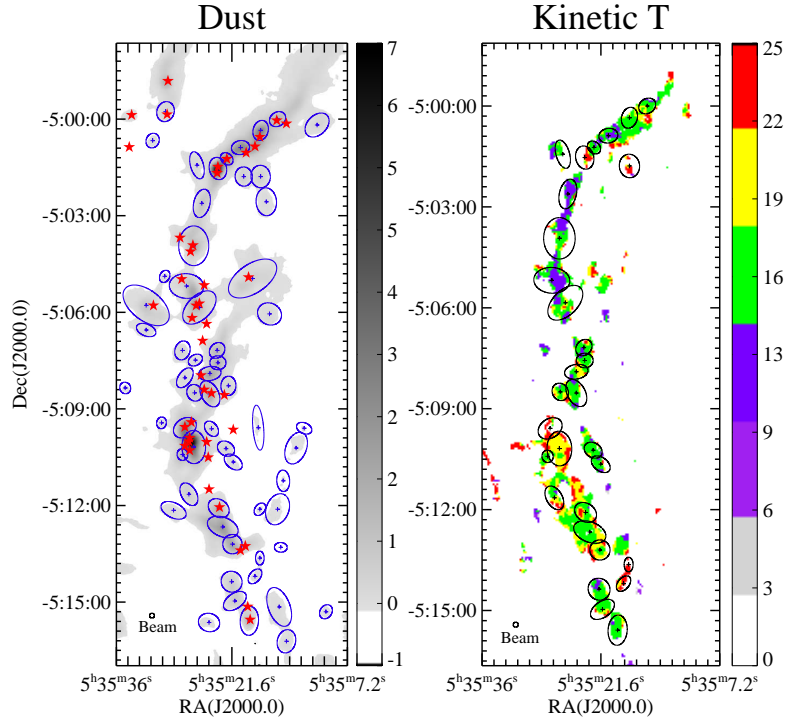 Dust
Kinetic T
7
6
5
4
3
2
1
0
-1
25
22
19
16
13
9
6
3
0
-5:00:00
-5:03:00
-5:06:00
-5:09:00
-5:12:00
-5:15:00
Dec(J2000.0)
Beam
5h35m36s
5h35m21.6s
5h35m7.2s
RA(J2000.0)
-5:00:00
-5:03:00
-5:06:00
-5:09:00
-5:12:00
-5:15:00
Beam
5h35m36s
5h35m21.6s
5h35m7.2s
RA(J2000.0)